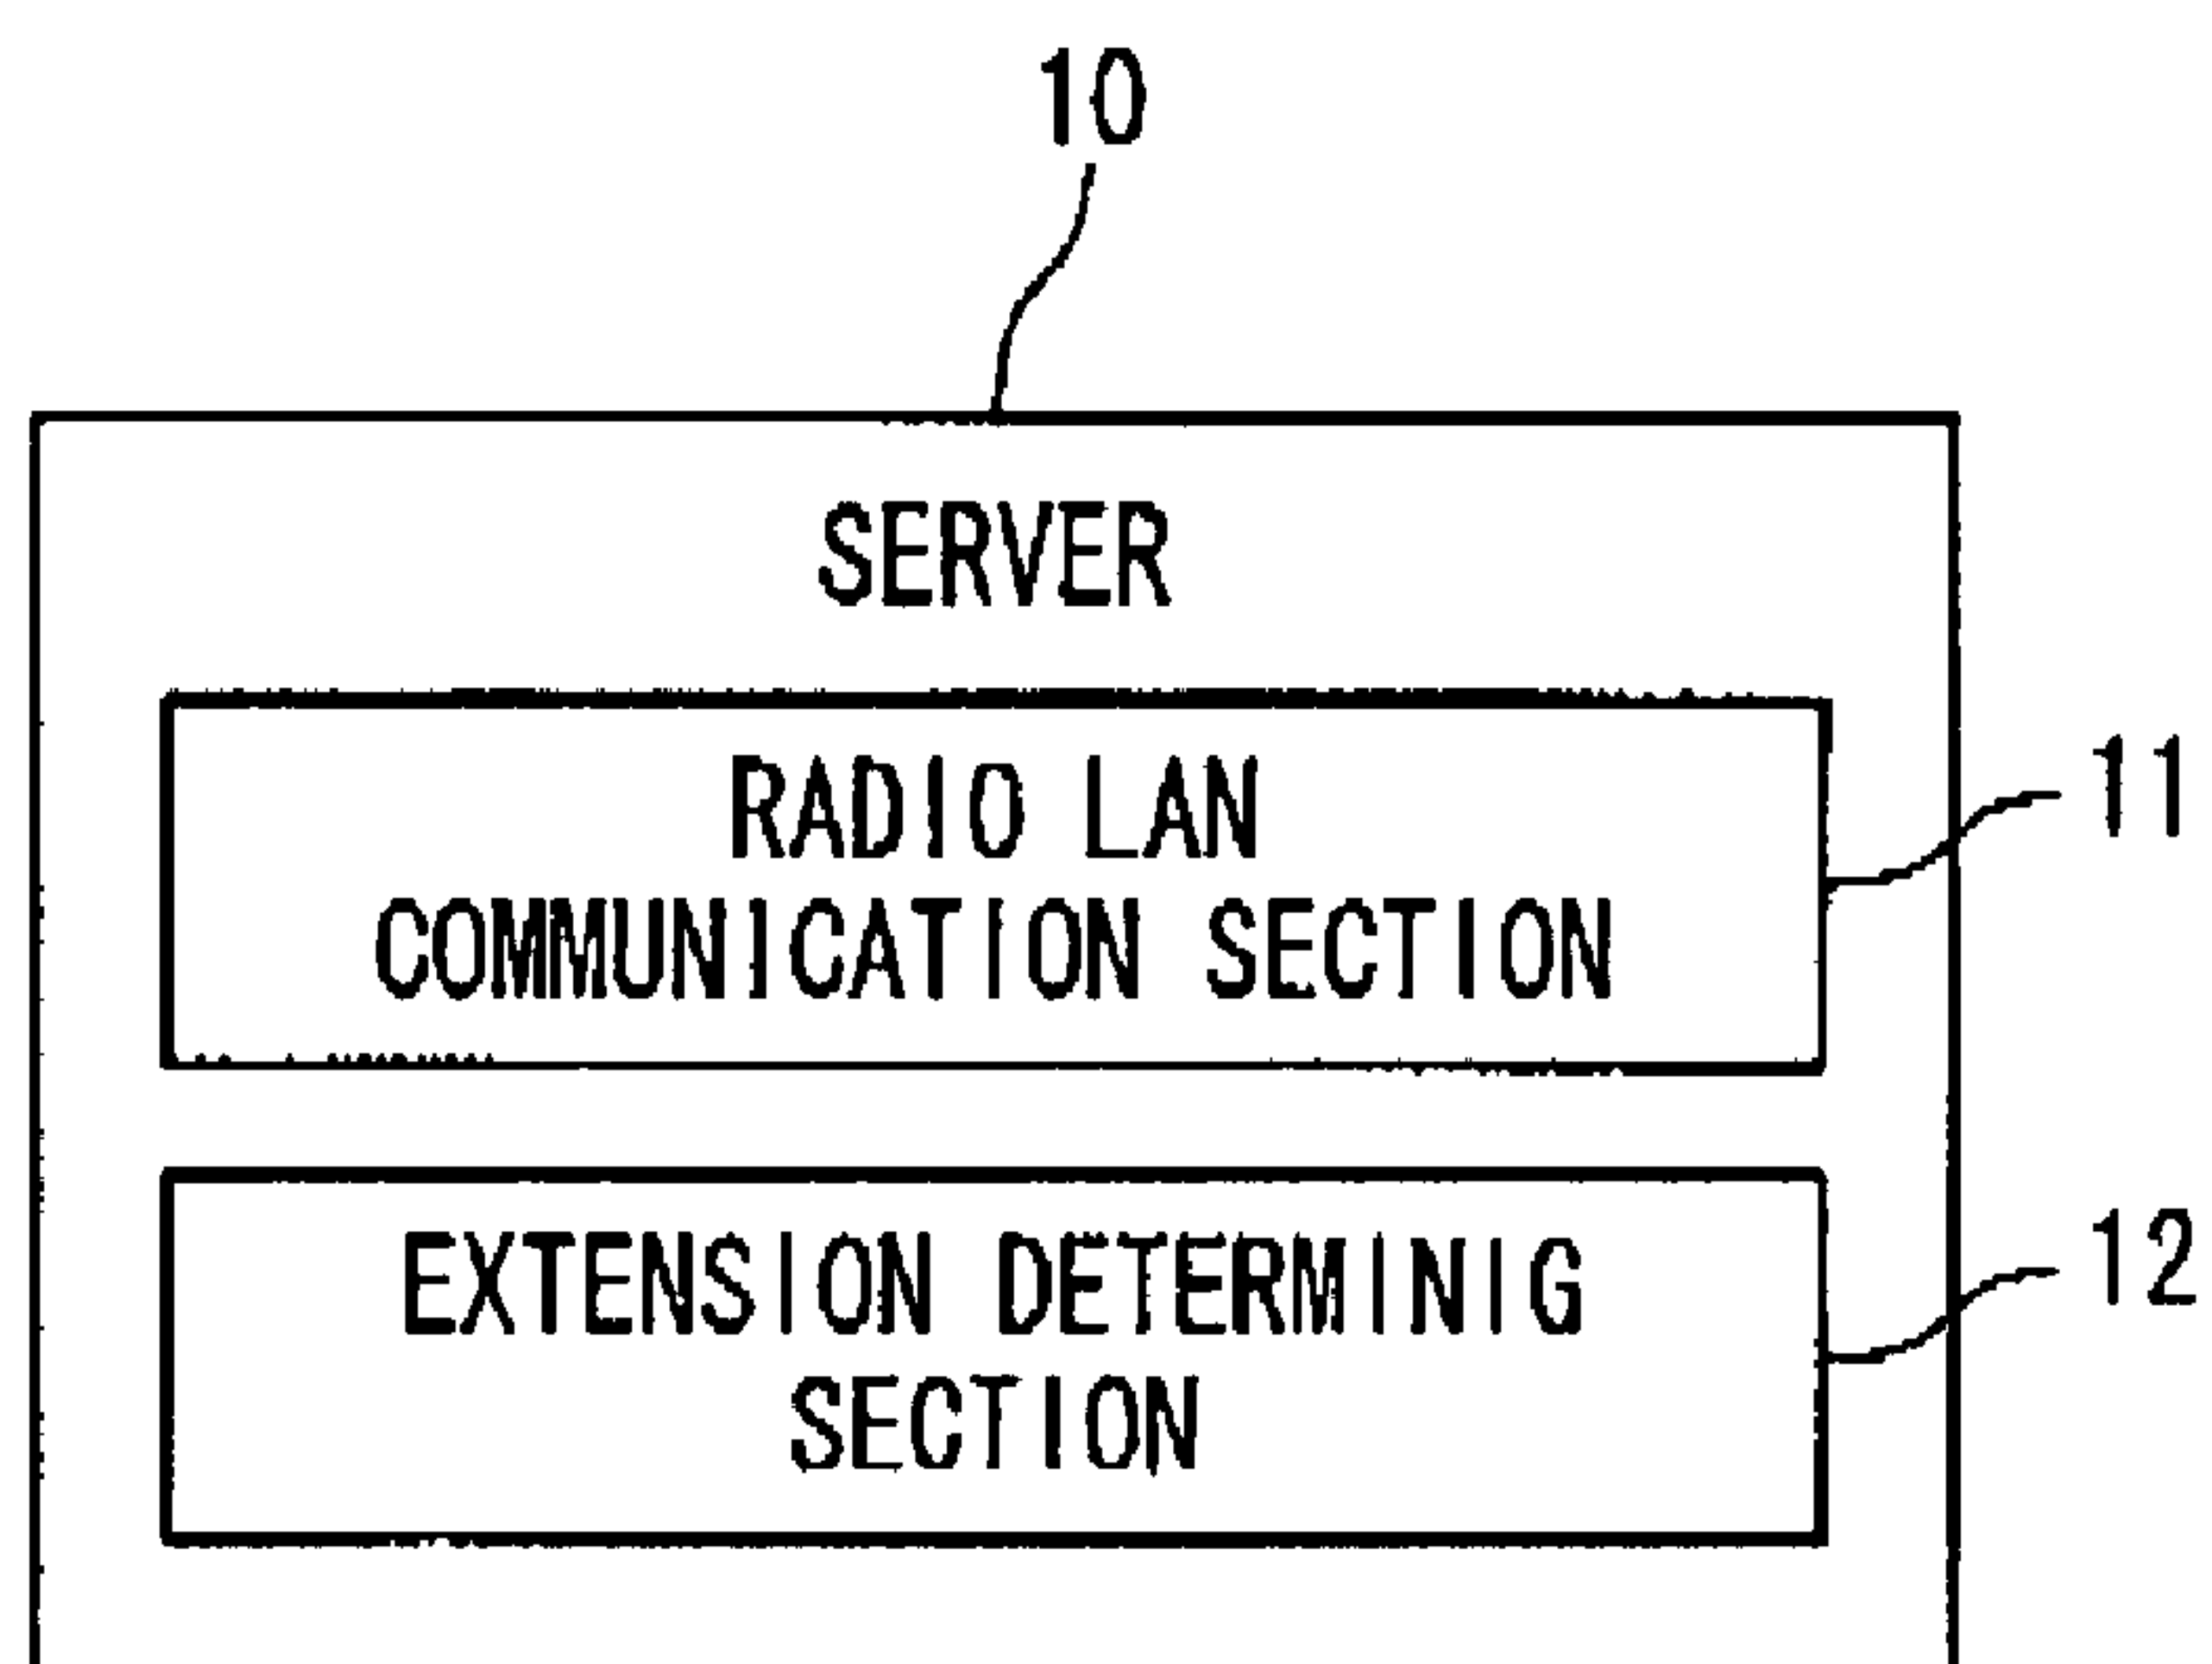 10
SERVER
RADIO LAN
COMMUNICATION SECTION
11
EXTENSION DETERMINIG
SECTION
12